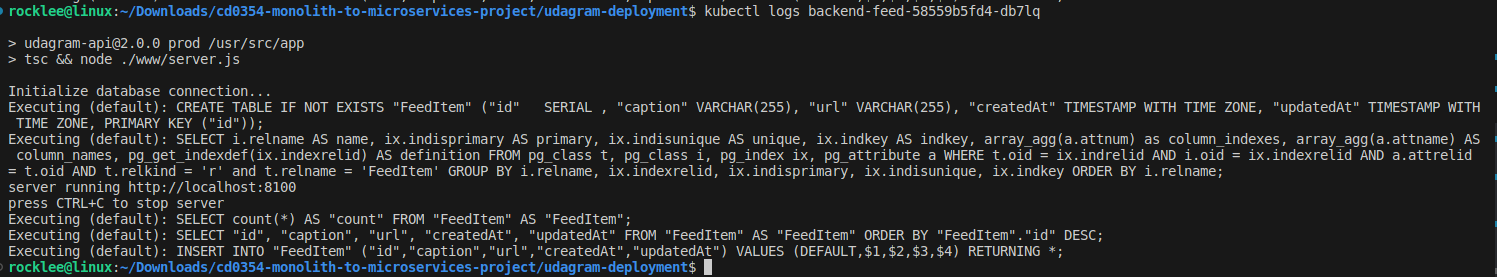 rocklee@linux:~/Downloads/cd0354-monolith-to-microservices-project/udagram-deployment$ kubectl logs backend-feed-58559b5fd4-db7lq
> udagram-api@2.0.0 prod /usr/src/app
> tsc && node ./www/server.js
Initialize database connection...
Executing (default): CREATE TABLE IF NOT EXISTS "FeedItem" ("id"   SERIAL , "caption" VARCHAR(255), "url" VARCHAR(255), "createdAt" TIMESTAMP WITH TIME ZONE, "updatedAt" TIMESTAMP WITH
 TIME ZONE, PRIMARY KEY ("id"));
Executing (default): SELECT i.relname AS name, ix.indisprimary AS primary, ix.indisunique AS unique, ix.indkey AS indkey, array_agg(a.attnum) as column_indexes, array_agg(a.attname) AS
 column_names, pg_get_indexdef(ix.indexrelid) AS definition FROM pg_class t, pg_class i, pg_index ix, pg_attribute a WHERE t.oid = ix.indrelid AND i.oid = ix.indexrelid AND a.attrelid
= t.oid AND t.relkind = 'r' and t.relname = 'FeedItem' GROUP BY i.relname, ix.indexrelid, ix.indisprimary, ix.indisunique, ix.indkey ORDER BY i.relname;
server running http://localhost:8100
press CTRL+C to stop server
Executing (default): SELECT count(*) AS "count" FROM "FeedItem" AS "FeedItem";
Executing (default): SELECT "id", "caption", "url", "createdAt", "updatedAt" FROM "FeedItem" AS "FeedItem" ORDER BY "FeedItem"."id" DESC;
Executing (default): INSERT INTO "FeedItem" ("id","caption","url","createdAt","updatedAt") VALUES (DEFAULT,$1,$2,$3,$4) RETURNING *;
rocklee@linux:~/Downloads/cd0354-monolith-to-microservices-project/udagram-deployment$